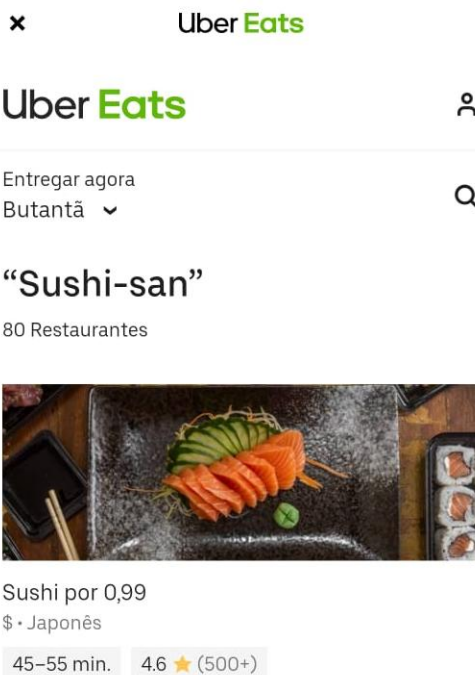 Uber Eats
Uber Eats
Entregar agora
Butantã
“Sushi-san”
80 Restaurantes
Sushi por 0,99
$ • Japonês
45–55 min. 4.6 ★ (500+)